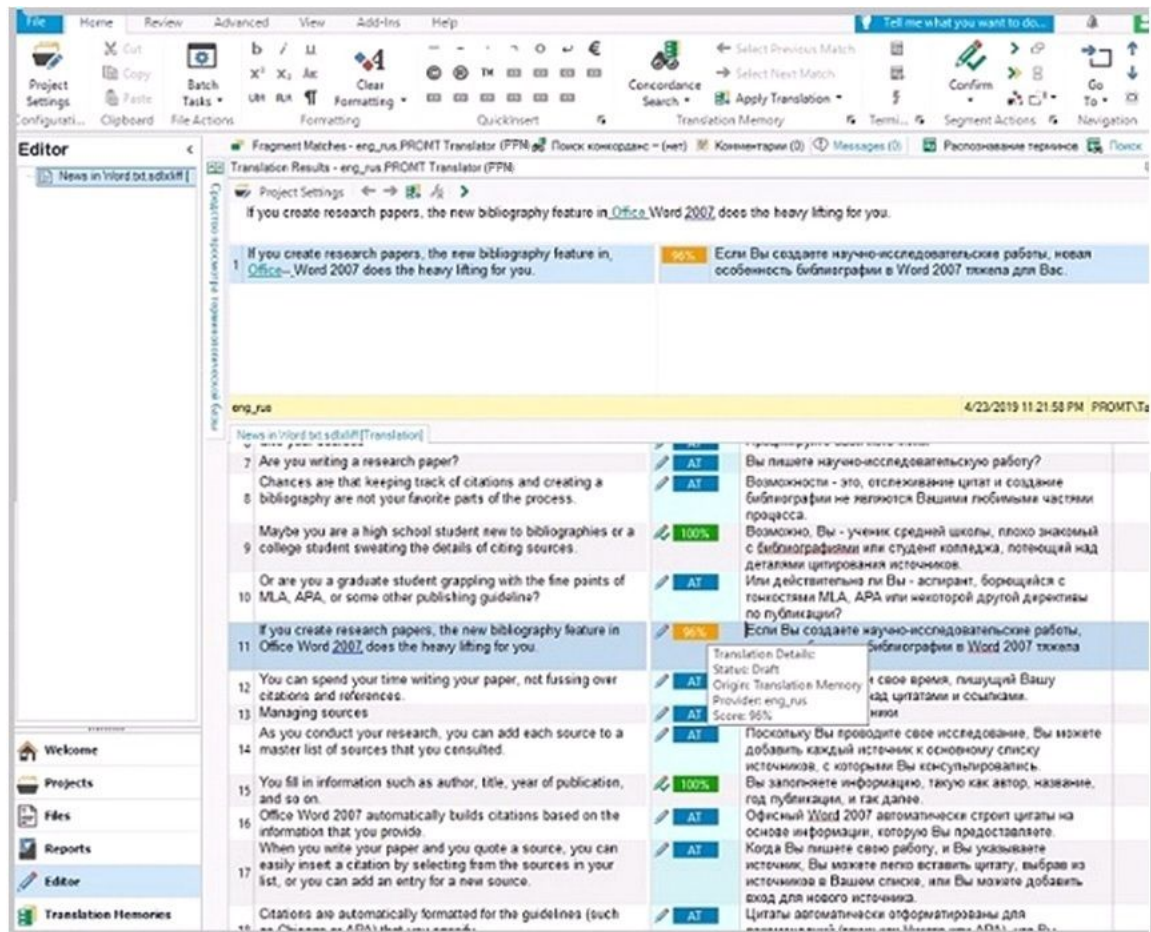 File Home Review Advanced View Add-Ins Help Tell me what you want to do...
Project Settings
Cut
Copy
Paste
Batch Tasks
Clear Formatting
Concordance Search
Select Previous Match
Select Next Match
Apply Translation
Confirm
Go To
Configurati... Clipboard File Actions Formatting QuickInsert Translation Memory Termi... Segment Actions Navigation
Editor
News in Word.txt.sdlxliff [
Fragment Matches - eng_rus.PROMT Translator (PPM) Поиск конкорданс - (нет) Комментарии (0) Messages (0) Распознавание терминов Поиск
Translation Results - eng_rus.PROMT Translator (PPM)
Средство просмотра терминологической базы
Project Settings
If you create research papers, the new bibliography feature in Office Word 2007 does the heavy lifting for you.
1 If you create research papers, the new bibliography feature in
Office Word 2007 does the heavy lifting for you.
96%
Если Вы создаете научно-исследовательские работы, новая
особенность библиографии в Word 2007 тяжела для Вас.
eng_rus 4/23/2019 11:21:58 PM PROMT\
News in Word.txt.sdlxliff [Translation]
7 Are you writing a research paper? AT Вы пишете научно-исследовательскую работу?
8 Chances are that keeping track of citations and creating a
bibliography are not your favorite parts of the process.
AT
Возможности - это, отслеживание цитат и создание
библиографии не являются Вашими любимыми частями
процесса.
9 Maybe you are a high school student new to bibliographies or a
college student sweating the details of citing sources.
100%
Возможно, Вы - ученик средней школы, плохо знакомый
с библиографиями или студент колледжа, потеющий над
деталями цитирования источников.
10 Or are you a graduate student grappling with the fine points of
MLA, APA, or some other publishing guideline?
AT
Или действительно ли Вы - аспирант, борющийся с
тонкостями MLA, APA или некоторой другой директивы
по публикации?
11 If you create research papers, the new bibliography feature in
Office Word 2007 does the heavy lifting for you.
96%
Если Вы создаете научно-исследовательские работы,
библиографии в Word 2007 тяжела
Translation Details:
Status: Draft
Origin: Translation Memory
Provider: eng_rus
Score: 96%
12 You can spend your time writing your paper, not fussing over
citations and references.
AT
свое время, пишущий Вашу
над цитатами и ссылками.
13 Managing sources AT
14 As you conduct your research, you can add each source to a
master list of sources that you consulted.
AT
Поскольку Вы проводите свое исследование, Вы можете
добавить каждый источник к основному списку
источников, с которыми Вы консультировались.
15 You fill in information such as author, title, year of publication,
and so on.
100%
Вы заполняете информацию, такую как автор, название,
год публикации, и так далее.
16 Office Word 2007 automatically builds citations based on the
information that you provide.
AT
Офисный Word 2007 автоматически строит цитаты на
основе информации, которую Вы предоставляете.
17 When you write your paper and you quote a source, you can
easily insert a citation by selecting from the sources in your
list, or you can add an entry for a new source.
AT
Когда Вы пишете свою работу, и Вы указываете
источник, Вы можете легко вставить цитату, выбрав из
источников в Вашем списке, или Вы можете добавить
вход для нового источника.
Citations are automatically formatted for the guidelines (such
AT
Цитаты автоматически отформатированы для
Welcome
Projects
Files
Reports
Editor
Translation Memories